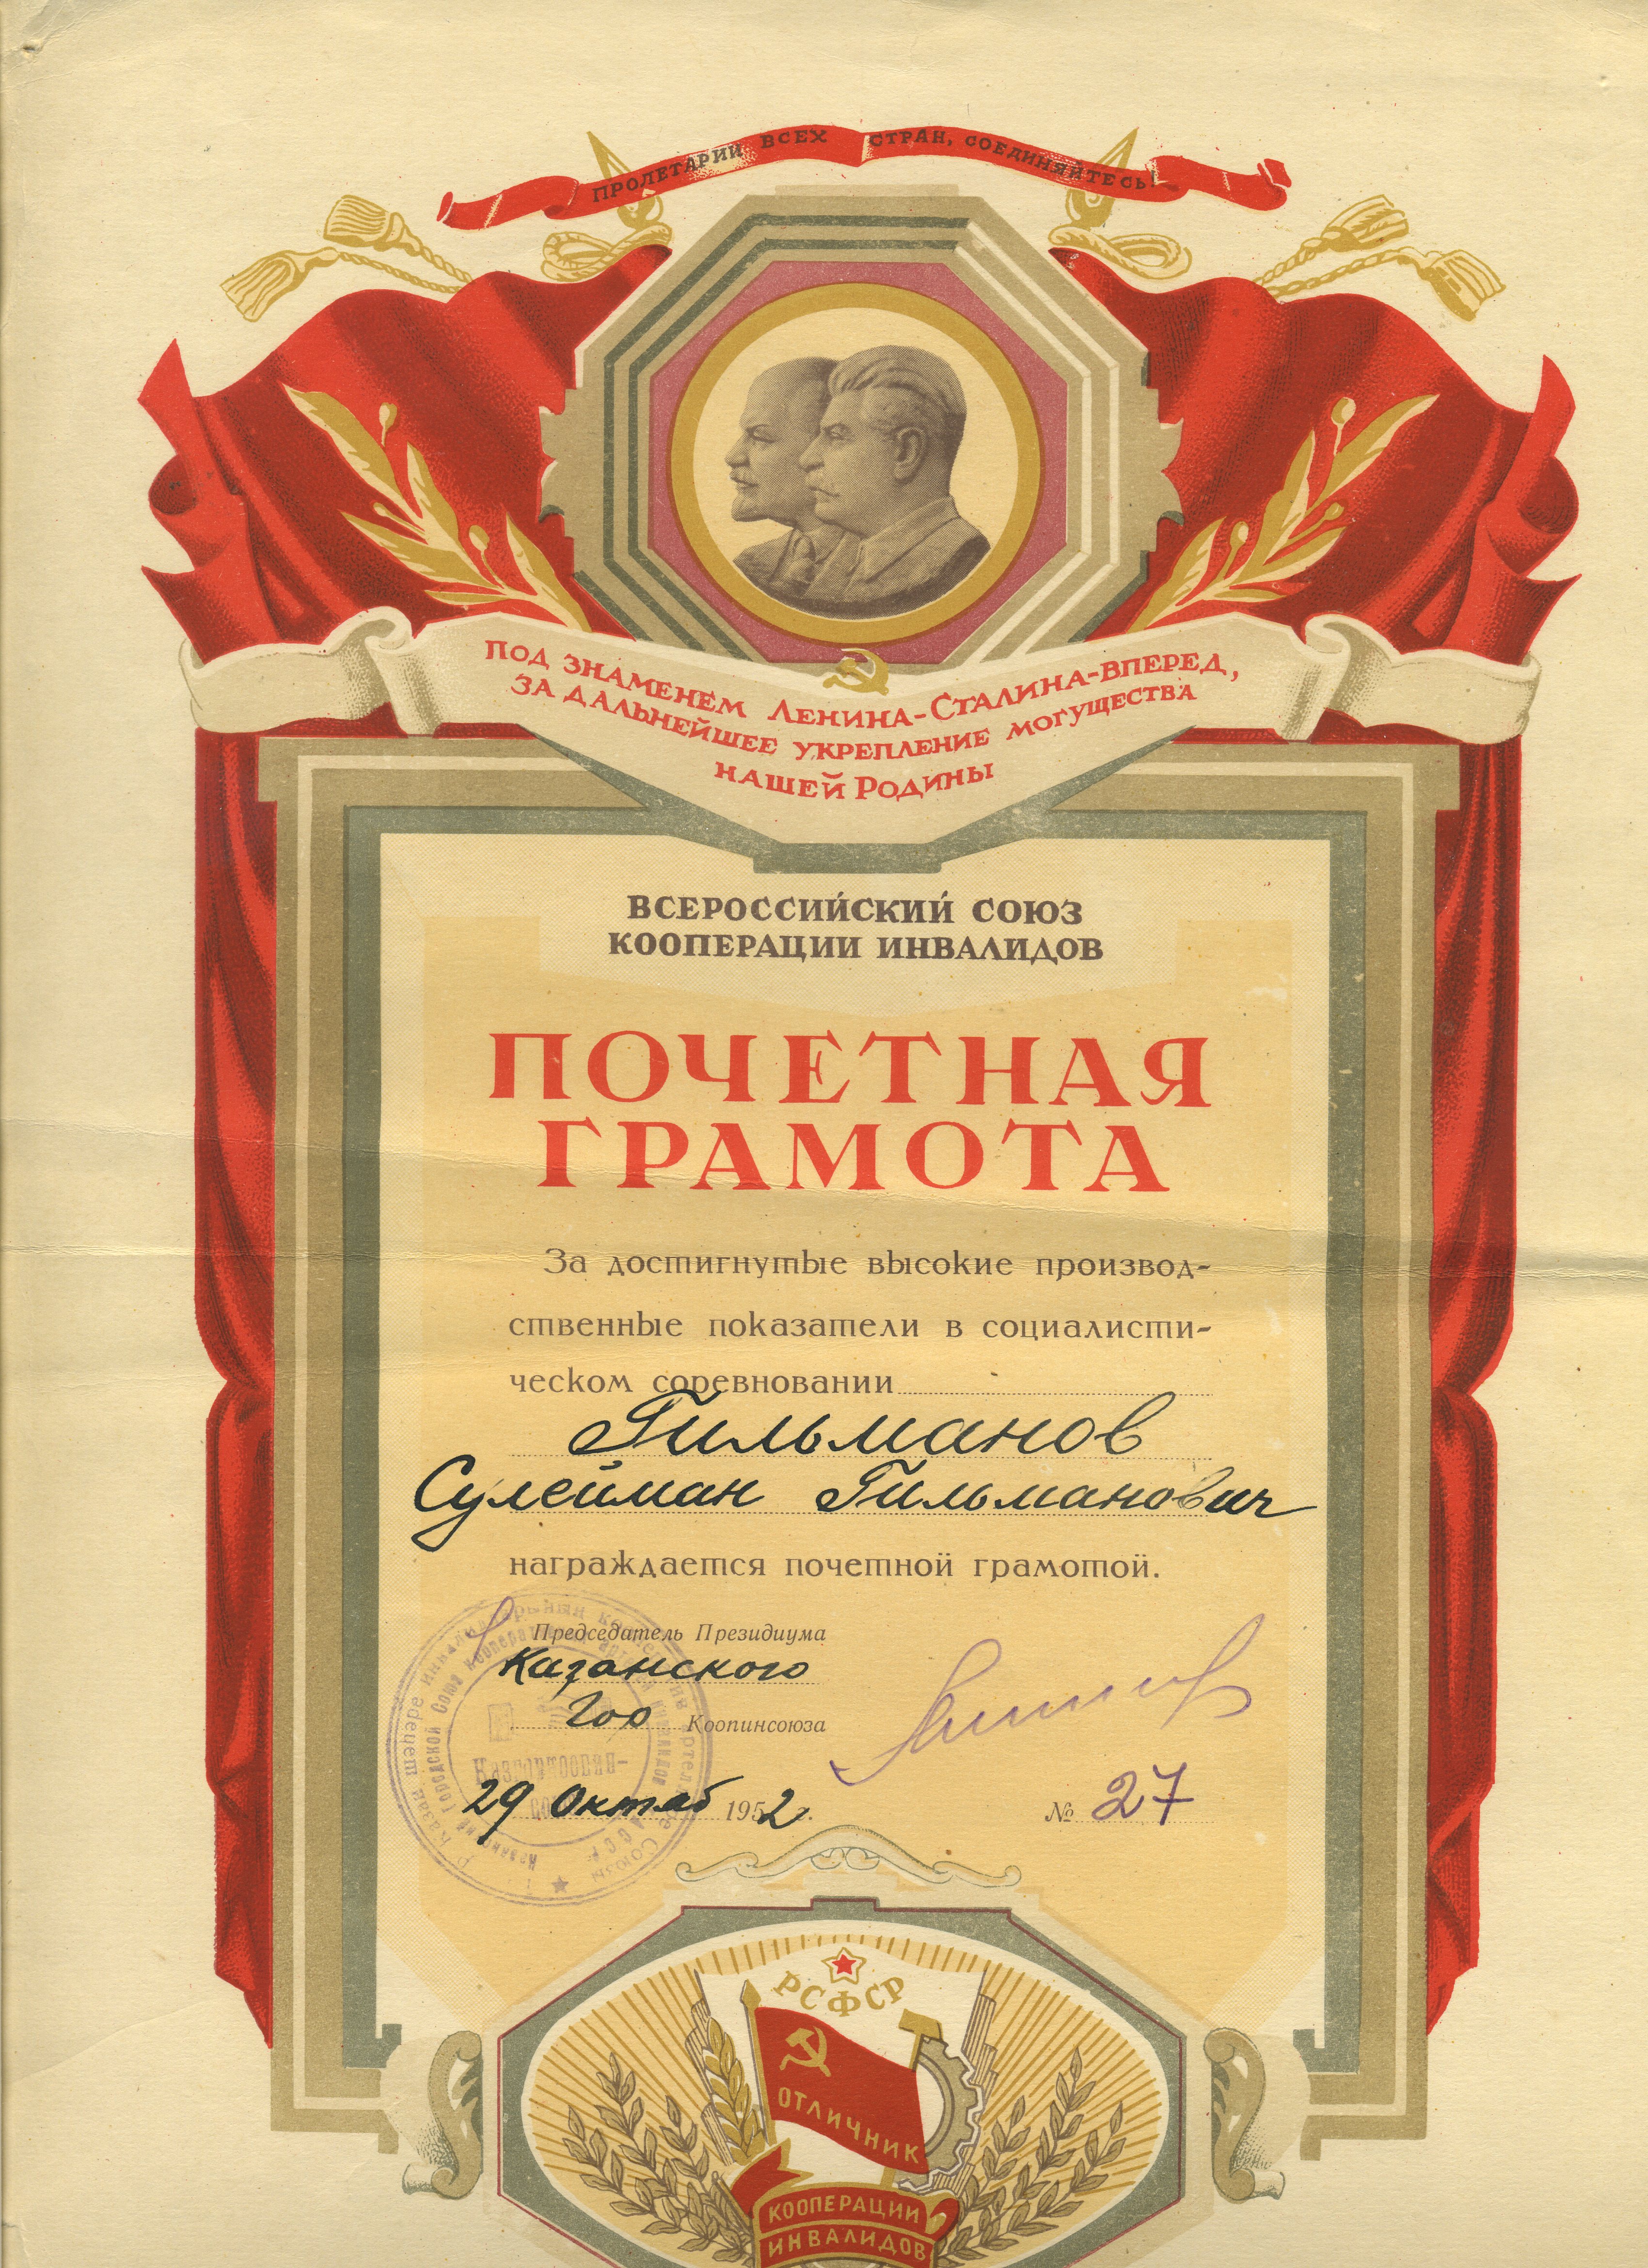 ПРОЛЕТАРИИ ВСЕХ СТРАН, СОЕДИНЯЙТЕСЬ!
Под знаменем Ленина-Сталина-вперед,
за дальнейшее укрепление могущества
нашей Родины
ВСЕРОССИЙСКИЙ СОЮЗ
КООПЕРАЦИИ ИНВАЛИДОВ
ПОЧЕТНАЯ
ГРАМОТА
За достигнутые высокие производ-
ственные показатели в социалисти-
ческом соревновании
Гильманов
Сулейман Гильманович
награждается почетной грамотой.
Председатель Президиума
Казанского
Гор Коопинсоюза
29 Октяб 1952 г.
№ 27
РСФСР
ОТЛИЧНИК
КООПЕРАЦИИ
ИНВАЛИДОВ